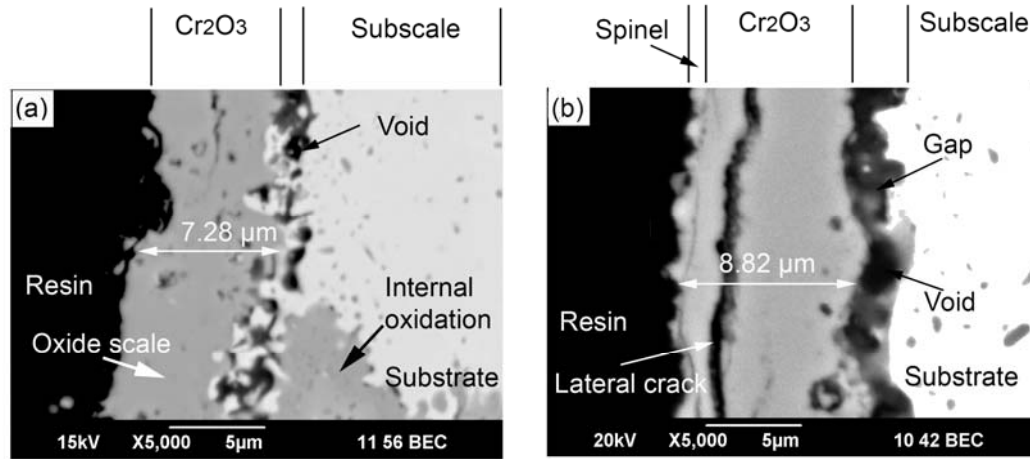 Cr2O3
Subscale
(a)
Void
7.28 μm
Resin
Internal
oxidation
Oxide scale
Substrate
15kV X5,000 5μm 11 56 BEC
Spinel
Cr2O3
Subscale
(b)
Gap
8.82 μm
Void
Resin
Lateral crack
Substrate
20kV X5,000 5μm 10 42 BEC